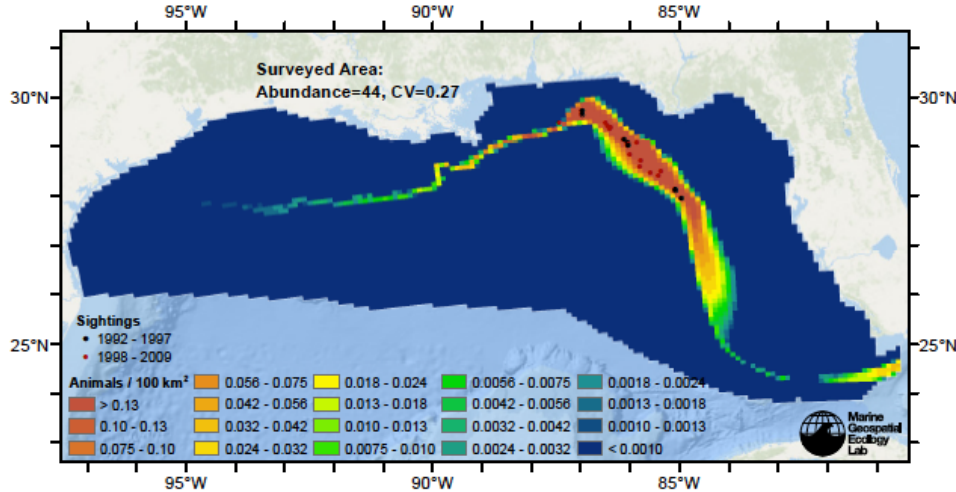 95°W 90°W 85°W
Surveyed Area:
Abundance=44, CV=0.27
30°N 30°N
Sightings
1992 - 1997
1998 - 2009
25°N 25°N
Animals / 100 km² 0.056 - 0.075 0.018 - 0.024 0.0056 - 0.0075 0.0018 - 0.0024
> 0.13 0.042 - 0.056 0.013 - 0.018 0.0042 - 0.0056 0.0013 - 0.0018
0.10 - 0.13 0.032 - 0.042 0.010 - 0.013 0.0032 - 0.0042 0.0010 - 0.0013
0.075 - 0.10 0.024 - 0.032 0.0075 - 0.010 0.0024 - 0.0032 < 0.0010
Marine
Geospatial
Ecology
Lab
95°W 90°W 85°W